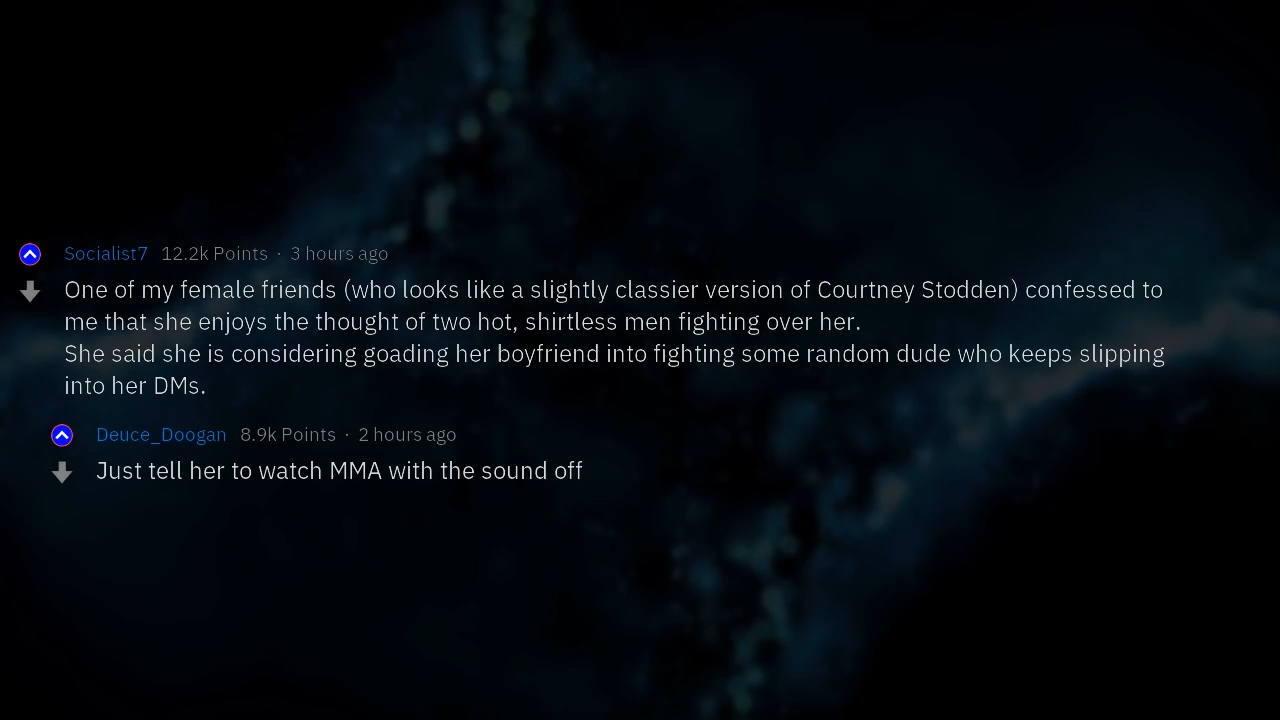 Socialist7 12.2k Points · 3 hours ago
One of my female friends (who looks like a slightly classier version of Courtney Stodden) confessed to
me that she enjoys the thought of two hot, shirtless men fighting over her.
She said she is considering goading her boyfriend into fighting some random dude who keeps slipping
into her DMs.
Deuce_Doogan 8.9k Points · 2 hours ago
Just tell her to watch MMA with the sound off